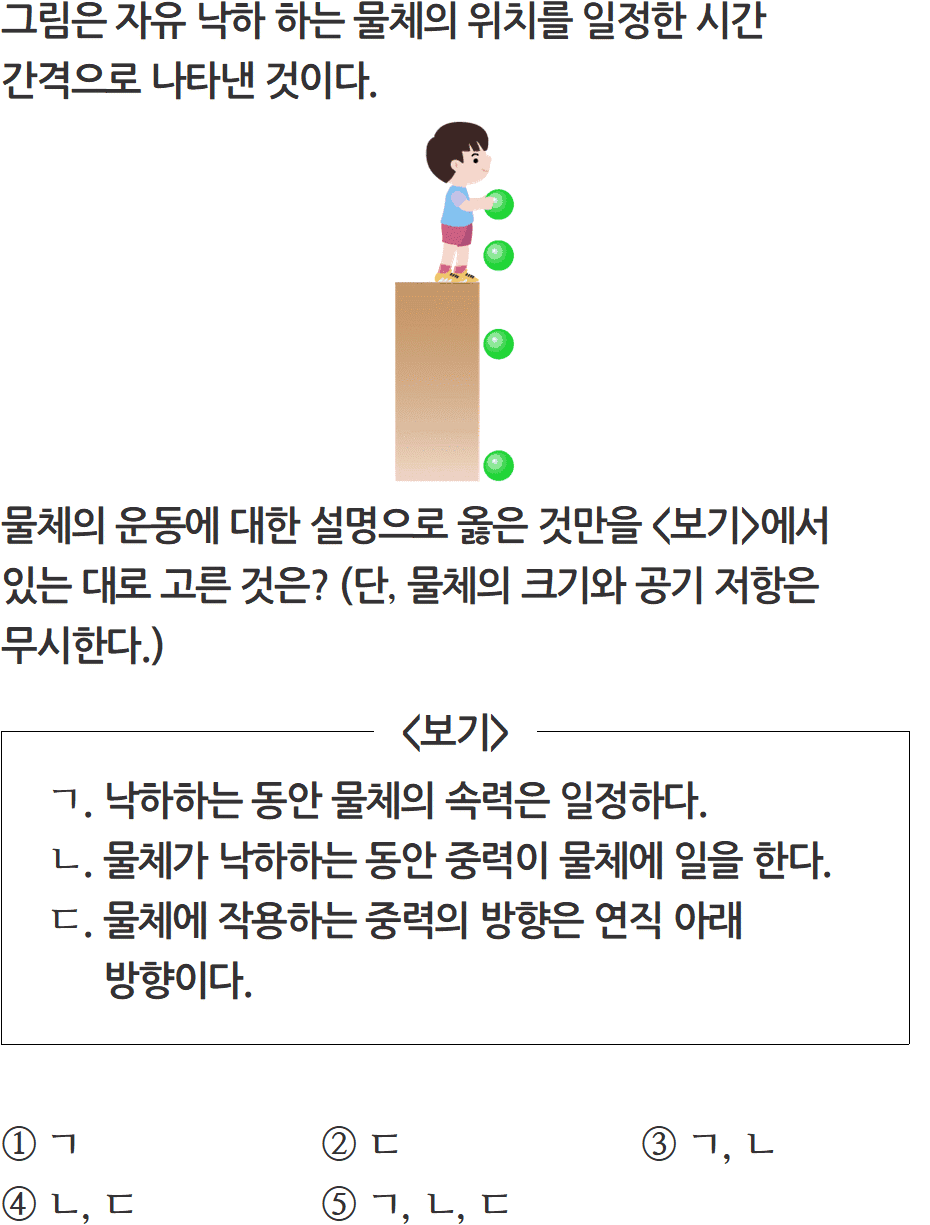 그림은 자유 낙하 하는 물체의 위치를 일정한 시간
간격으로 나타낸 것이다.
물체의 운동에 대한 설명으로 옳은 것만을 <보기>에서
있는 대로 고른 것은? (단, 물체의 크기와 공기 저항은
무시한다.)
<보기>
ㄱ. 낙하하는 동안 물체의 속력은 일정하다.
ㄴ. 물체가 낙하하는 동안 중력이 물체에 일을 한다.
ㄷ. 물체에 작용하는 중력의 방향은 연직 아래
방향이다.
① ㄱ ② ㄷ ③ ㄱ, ㄴ
④ ㄴ, ㄷ ⑤ ㄱ, ㄴ, ㄷ